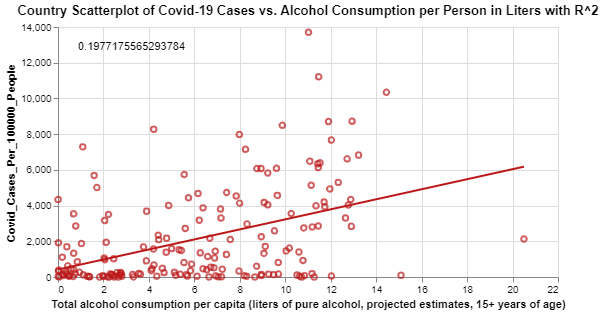 Country Scatterplot of Covid-19 Cases vs. Alcohol Consumption per Person in Liters with R^2
0.1977175565293784
Covid_Cases_Per_100000_People
14,000
12,000
10,000
8,000
6,000
4,000
2,000
0
0 2 4 6 8 10 12 14 16 18 20 22
Total alcohol consumption per capita (liters of pure alcohol, projected estimates, 15+ years of age)